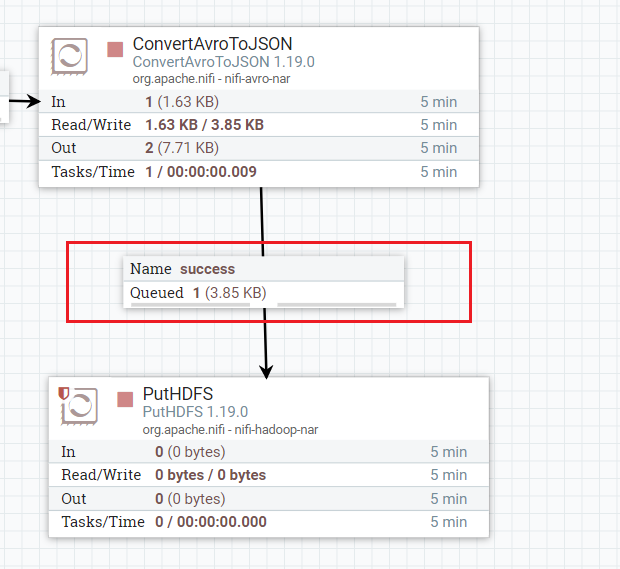 ConvertAvroToJSON
ConvertAvroToJSON 1.19.0
org.apache.nifi - nifi-avro-nar
In 1 (1.63 KB) 5 min
Read/Write 1.63 KB / 3.85 KB 5 min
Out 2 (7.71 KB) 5 min
Tasks/Time 1 / 00:00:00.009 5 min
Name success
Queued 1 (3.85 KB)
PutHDFS
PutHDFS 1.19.0
org.apache.nifi - nifi-hadoop-nar
In 0 (0 bytes) 5 min
Read/Write 0 bytes / 0 bytes 5 min
Out 0 (0 bytes) 5 min
Tasks/Time 0 / 00:00:00.000 5 min